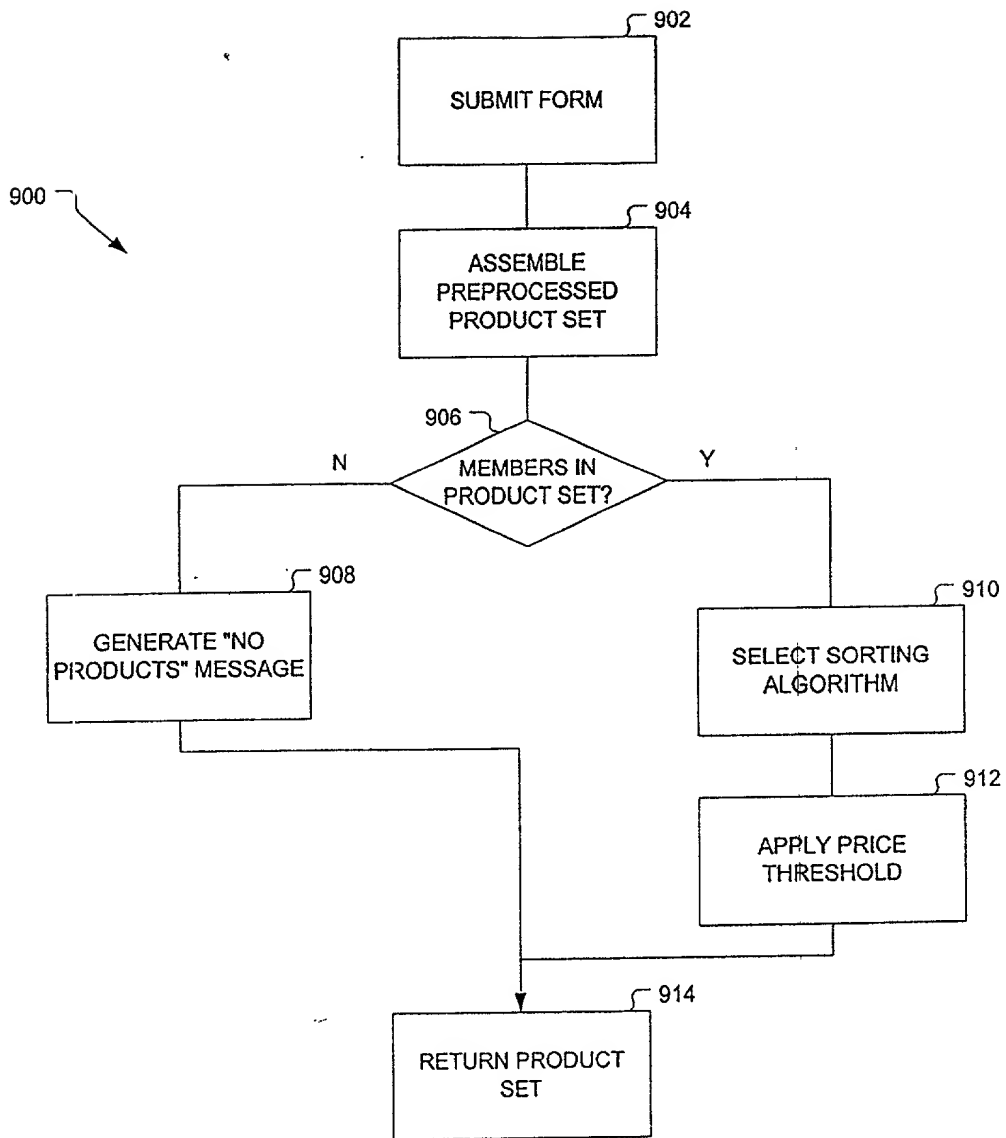 902
SUBMIT FORM
900
904
ASSEMBLE
PREPROCESSED
PRODUCT SET
906
N
MEMBERS IN
PRODUCT SET?
Y
908
GENERATE "NO
PRODUCTS" MESSAGE
910
SELECT SORTING
ALGORITHM
912
APPLY PRICE
THRESHOLD
914
RETURN PRODUCT
SET